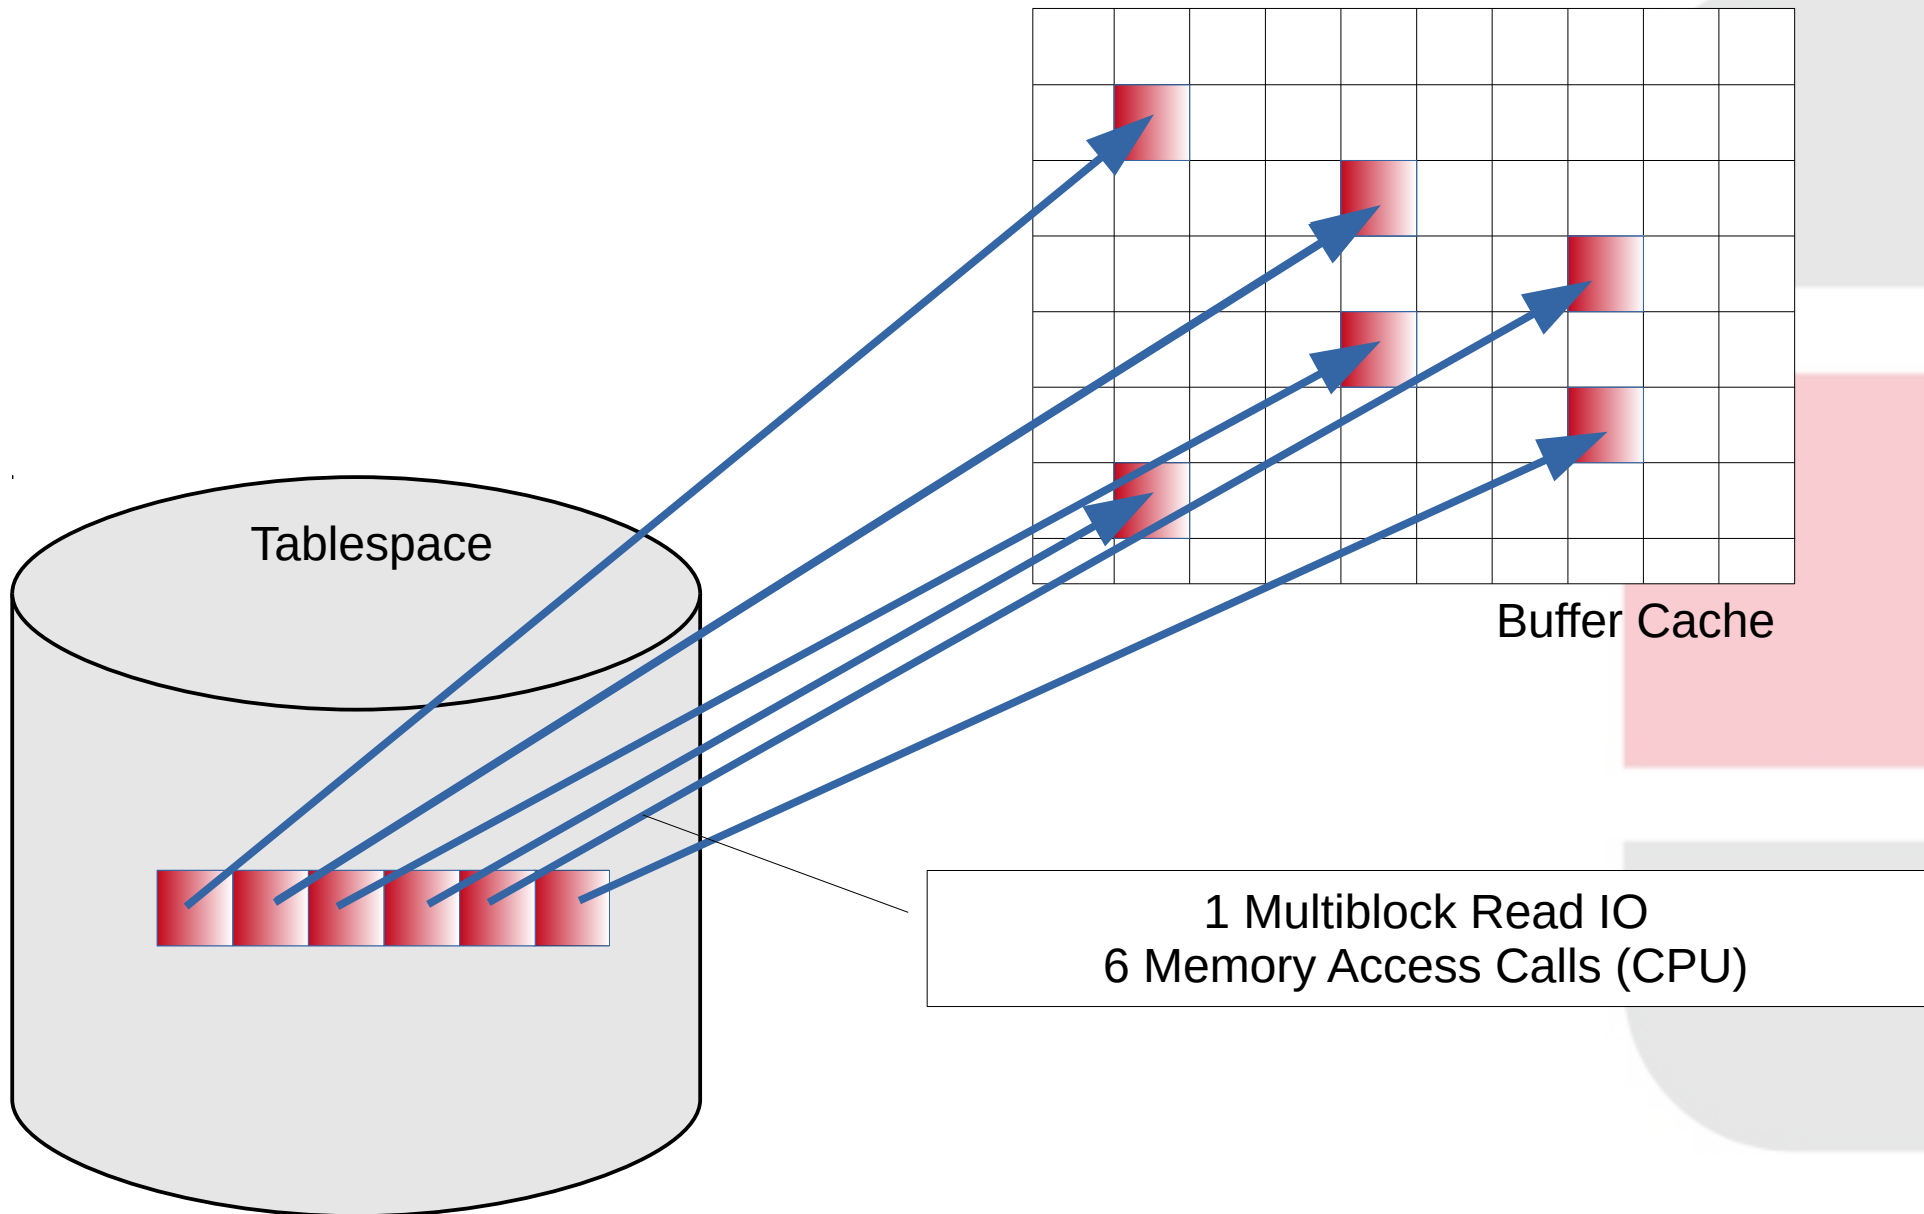 Tablespace
Buffer Cache
1 Multiblock Read IO
6 Memory Access Calls (CPU)